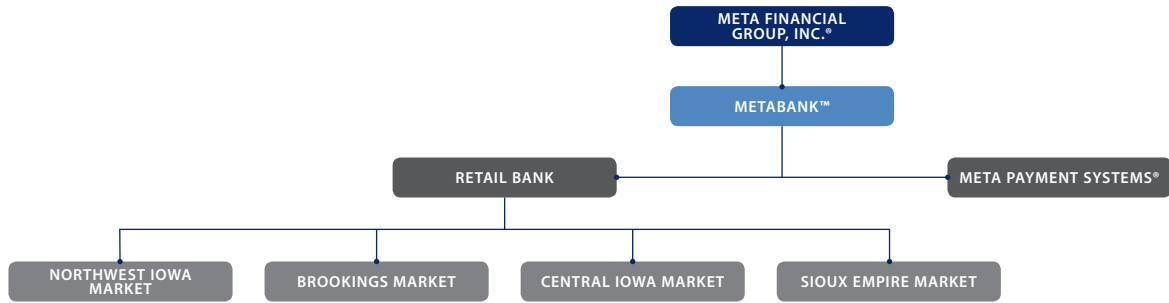 META FINANCIAL
GROUP, INC.®
METABANK™
RETAIL BANK
META PAYMENT SYSTEMS®
NORTHWEST IOWA
MARKET
BROOKINGS MARKET
CENTRAL IOWA MARKET
SIOUX EMPIRE MARKET